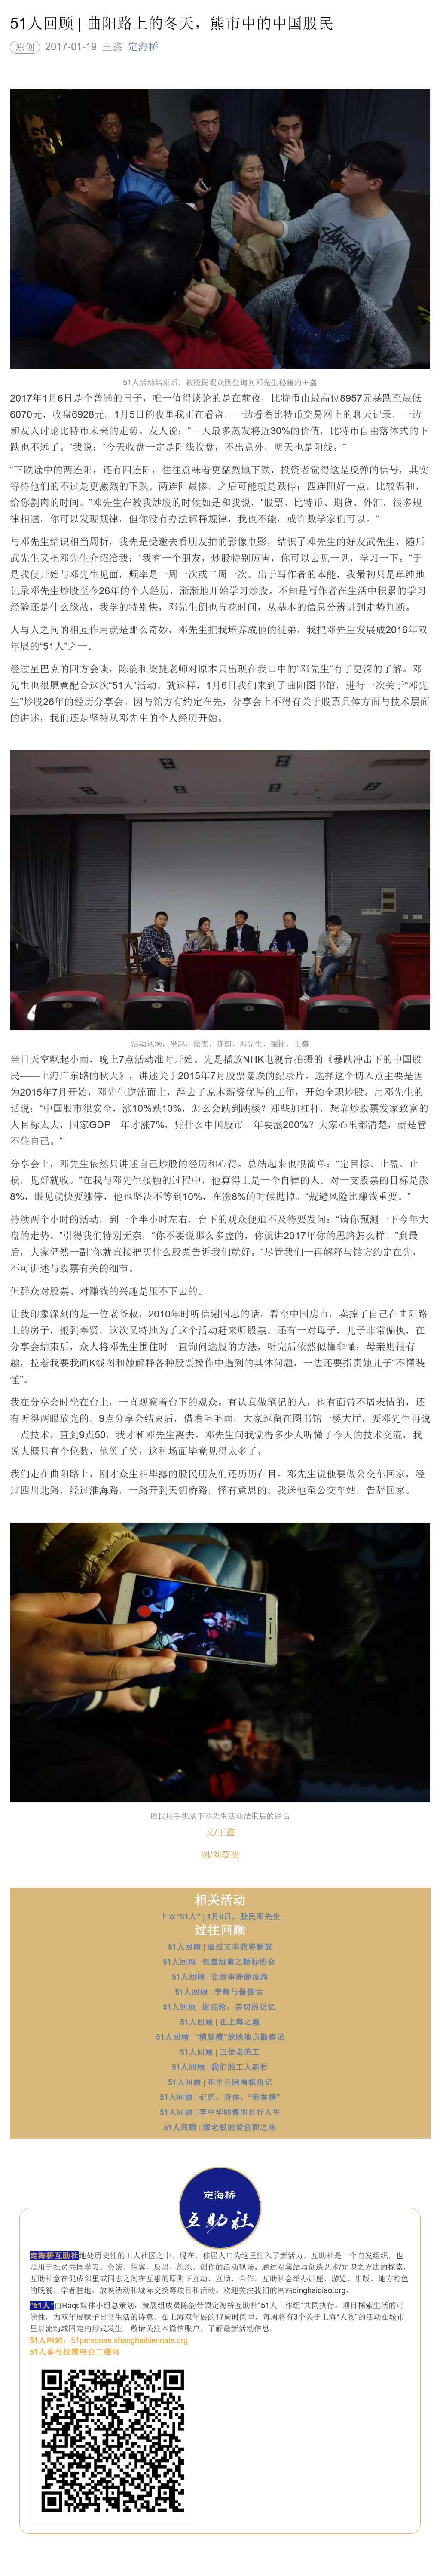 51人回顾 | 曲阳路上的冬天，熊市中的中国股民
原创 2017-01-19 王鑫 定海桥
51人活动结束后，被股民观众围住询问邓先生秘籍的王鑫
2017年1月6日是个普通的日子，唯一值得谈论的是在前夜，比特币由最高位8957元暴跌至最低
6070元，收盘6928元。1月5日的夜里我正在看盘，一边看着比特币交易网上的聊天记录，一边
和友人讨论比特币未来的走势。友人说：“一天最多蒸发将近30%的价值，比特币自由落体式的下
跌也不远了。”我说：“今天收盘一定是阳线收盘，不出意外，明天也是阳线。”
“下跌途中的两连阳，还有四连阳，往往意味着更猛烈地下跌，投资者觉得这是反弹的信号，其实
等待他们的不过是更激烈的下跌。两连阳最惨，之后可能就是跌停；四连阳好一点，比较温和，
给你割肉的时间。”邓先生在教我炒股的时候如是和我说，“股票、比特币、期货、外汇，很多规
律相通，你可以发现规律，但你没有办法解释规律，我也不能，或许数学家们可以。”
与邓先生结识相当周折，我先是受邀去看朋友拍的影像电影，结识了邓先生的好友武先生，随后
武先生又把邓先生介绍给我，“我有一个朋友，炒股特别厉害，你可以去见一见，学习一下。”于
是我便开始与邓先生见面，频率是一周一次或二周一次。出于写作者的本能，我最初只是单纯地
记录邓先生炒股至今26年的个人经历，渐渐地开始学习炒股。不知是写作者在生活中积累的学习
经验还是什么缘故，我学的特别快，邓先生倒也肯花时间，从基本的信息分辨讲到走势判断。
人与人之间的相互作用就是那么奇妙，邓先生把我培养成他的徒弟，我把邓先生发展成2016年双
年展的“51人”之一。
经过星巴克的四方会谈，陈韵和梁捷老师对原本只出现在我口中的“邓先生”有了更深的了解。邓
先生也很愿意配合这次“51人”活动。就这样，1月6日我们来到了曲阳图书馆，进行一次关于“邓先
生”炒股26年的经历分享会。因与馆方有约定在先，分享会上不得有关于股票具体方面与技术层面
的讲述，我们还是坚持从邓先生的个人经历开始。
活动现场，坐起，徐杰、陈韵、邓先生、梁捷、王鑫
当日天空飘起小雨，晚上7点活动准时开始。先是播放NHK电视台拍摄的《暴跌冲击下的中国股
民——上海广东路的秋天》，讲述关于2015年7月股票暴跌的纪录片。选择这个切入点主要是因
为2015年7月开始，邓先生逆流而上，辞去了原本薪资优厚的工作，开始全职炒股。用邓先生的
话说：“中国股市很安全，涨10%跌10%，怎么会跌到跳楼？那些加杠杆，想靠炒股票发家致富的
人目标太大，国家GDP一年才涨7%，凭什么中国股市一年要涨200%？大家心里都清楚，就是管
不住自己。”
分享会上，邓先生依然只讲述自己炒股的经历和心得。总结起来也很简单：“定目标、止盈、止
损，见好就收。”在我与邓先生接触的过程中，他算得上是一个自律的人。对一支股票的目标是涨
8%，眼见就快要涨停，他也坚决不等到10%，在涨8%的时候抛掉。“规避风险比赚钱重要。”
持续两个小时的活动，到一个半小时左右，台下的观众便迫不及待要发问：“请你预测一下今年大
盘的走势。”引得我们特别无奈，“你不要说那么多虚的，你就讲2017年你的思路怎么样！”到最
后，大家俨然一副“你就直接把买什么股票告诉我们就好。”尽管我们一再解释与馆方约定在先，
不可讲述与股票有关的细节。
但群众对股票、对赚钱的兴趣是压不下去的。
让我印象深刻的是一位老爷叔，2010年时听信谢国忠的话，看空中国房市，卖掉了自己在曲阳路
上的房子，搬到奉贤，这次又特地为了这个活动赶来听股票。还有一对母子，儿子非常偏执，在
分享会结束后，众人将邓先生围住时一直询问选股的方法，听完后依然似懂非懂；母亲则很有
趣，拉着我要我画K线图和她解释各种股票操作中遇到的具体问题，一边还要指责她儿子“不懂装
懂”。
我在分享会时坐在台上，一直观察着台下的观众。有认真做笔记的人，也有面带不屑表情的，还
有听得两眼放光的。9点分享会结束后，借着毛毛雨，大家逗留在图书馆一楼大厅，要邓先生再说
一点技术，直到9点50，我才和邓先生离去。邓先生问我觉得多少人听懂了今天的技术交流，我
说大概只有个位数，他笑了笑，这种场面毕竟见得太多了。
我们走在曲阳路上，刚才众生相毕露的股民朋友们还历历在目。邓先生说他要做公交车回家，经
过四川北路，经过淮海路，一路开到天钥桥路，怪有意思的。我送他至公交车站，告辞回家。
股民用手机录下邓先生活动结束后的讲话
文/王鑫
图/刘蕴奕
相关活动
上双“51人” | 1月6日，股民邓先生
过往回顾
51人回顾 | 通过文本获得解放
51人回顾 | 包裹甜蜜之糖标协会
51人回顾 | 让故事静静流淌
51人回顾 | 李辉与骚傣话
51人回顾 | 尉亮轮：亲切的记忆
51人回顾 | 在上海之巅
51人回顾 | “横竖横”放映地点勘察记
51人回顾 | 三位老美工
51人回顾 | 我们的工人新村
51人回顾 | 和平公园围棋角记
51人回顾 | 记忆、身体、“荣誉感”
51人回顾 | 李中华师傅的自行人生
51人回顾 | 缪老板的黄鱼面之味
定海桥
互助社
定海桥互助社地处历史性的工人社区之中，现在，移居人口为这里注入了新活力。互助社是一个自发组织，也
是用于社员共同学习、会谈、待客、反思、组织、创作的活动现场。通过对集结与创造艺术/知识之方法的探索，
互助社意在促成邻里或同志之间在互惠的原则下互动、互助、合作。互助社举办讲座、游览、出版、地方特色
的晚餐、学者驻地、放映活动和城际交换等项目和活动。欢迎关注我们的网站dinghaiqiao.org。
“51人”由Raqs媒体小组总策划，策展组成员陈韵带领定海桥互助社“51人工作组”共同执行。项目探索生活的可
能性，为双年展赋予日常生活的诗意。在上海双年展的17周时间里，每周将有3个关于上海“人物”的活动在城市
里以流动或固定的形式发生。敬请关注本微信账户，了解最新活动信息。
51人网站：51personae.shanghaibiennale.org
51人喜马拉雅电台二维码